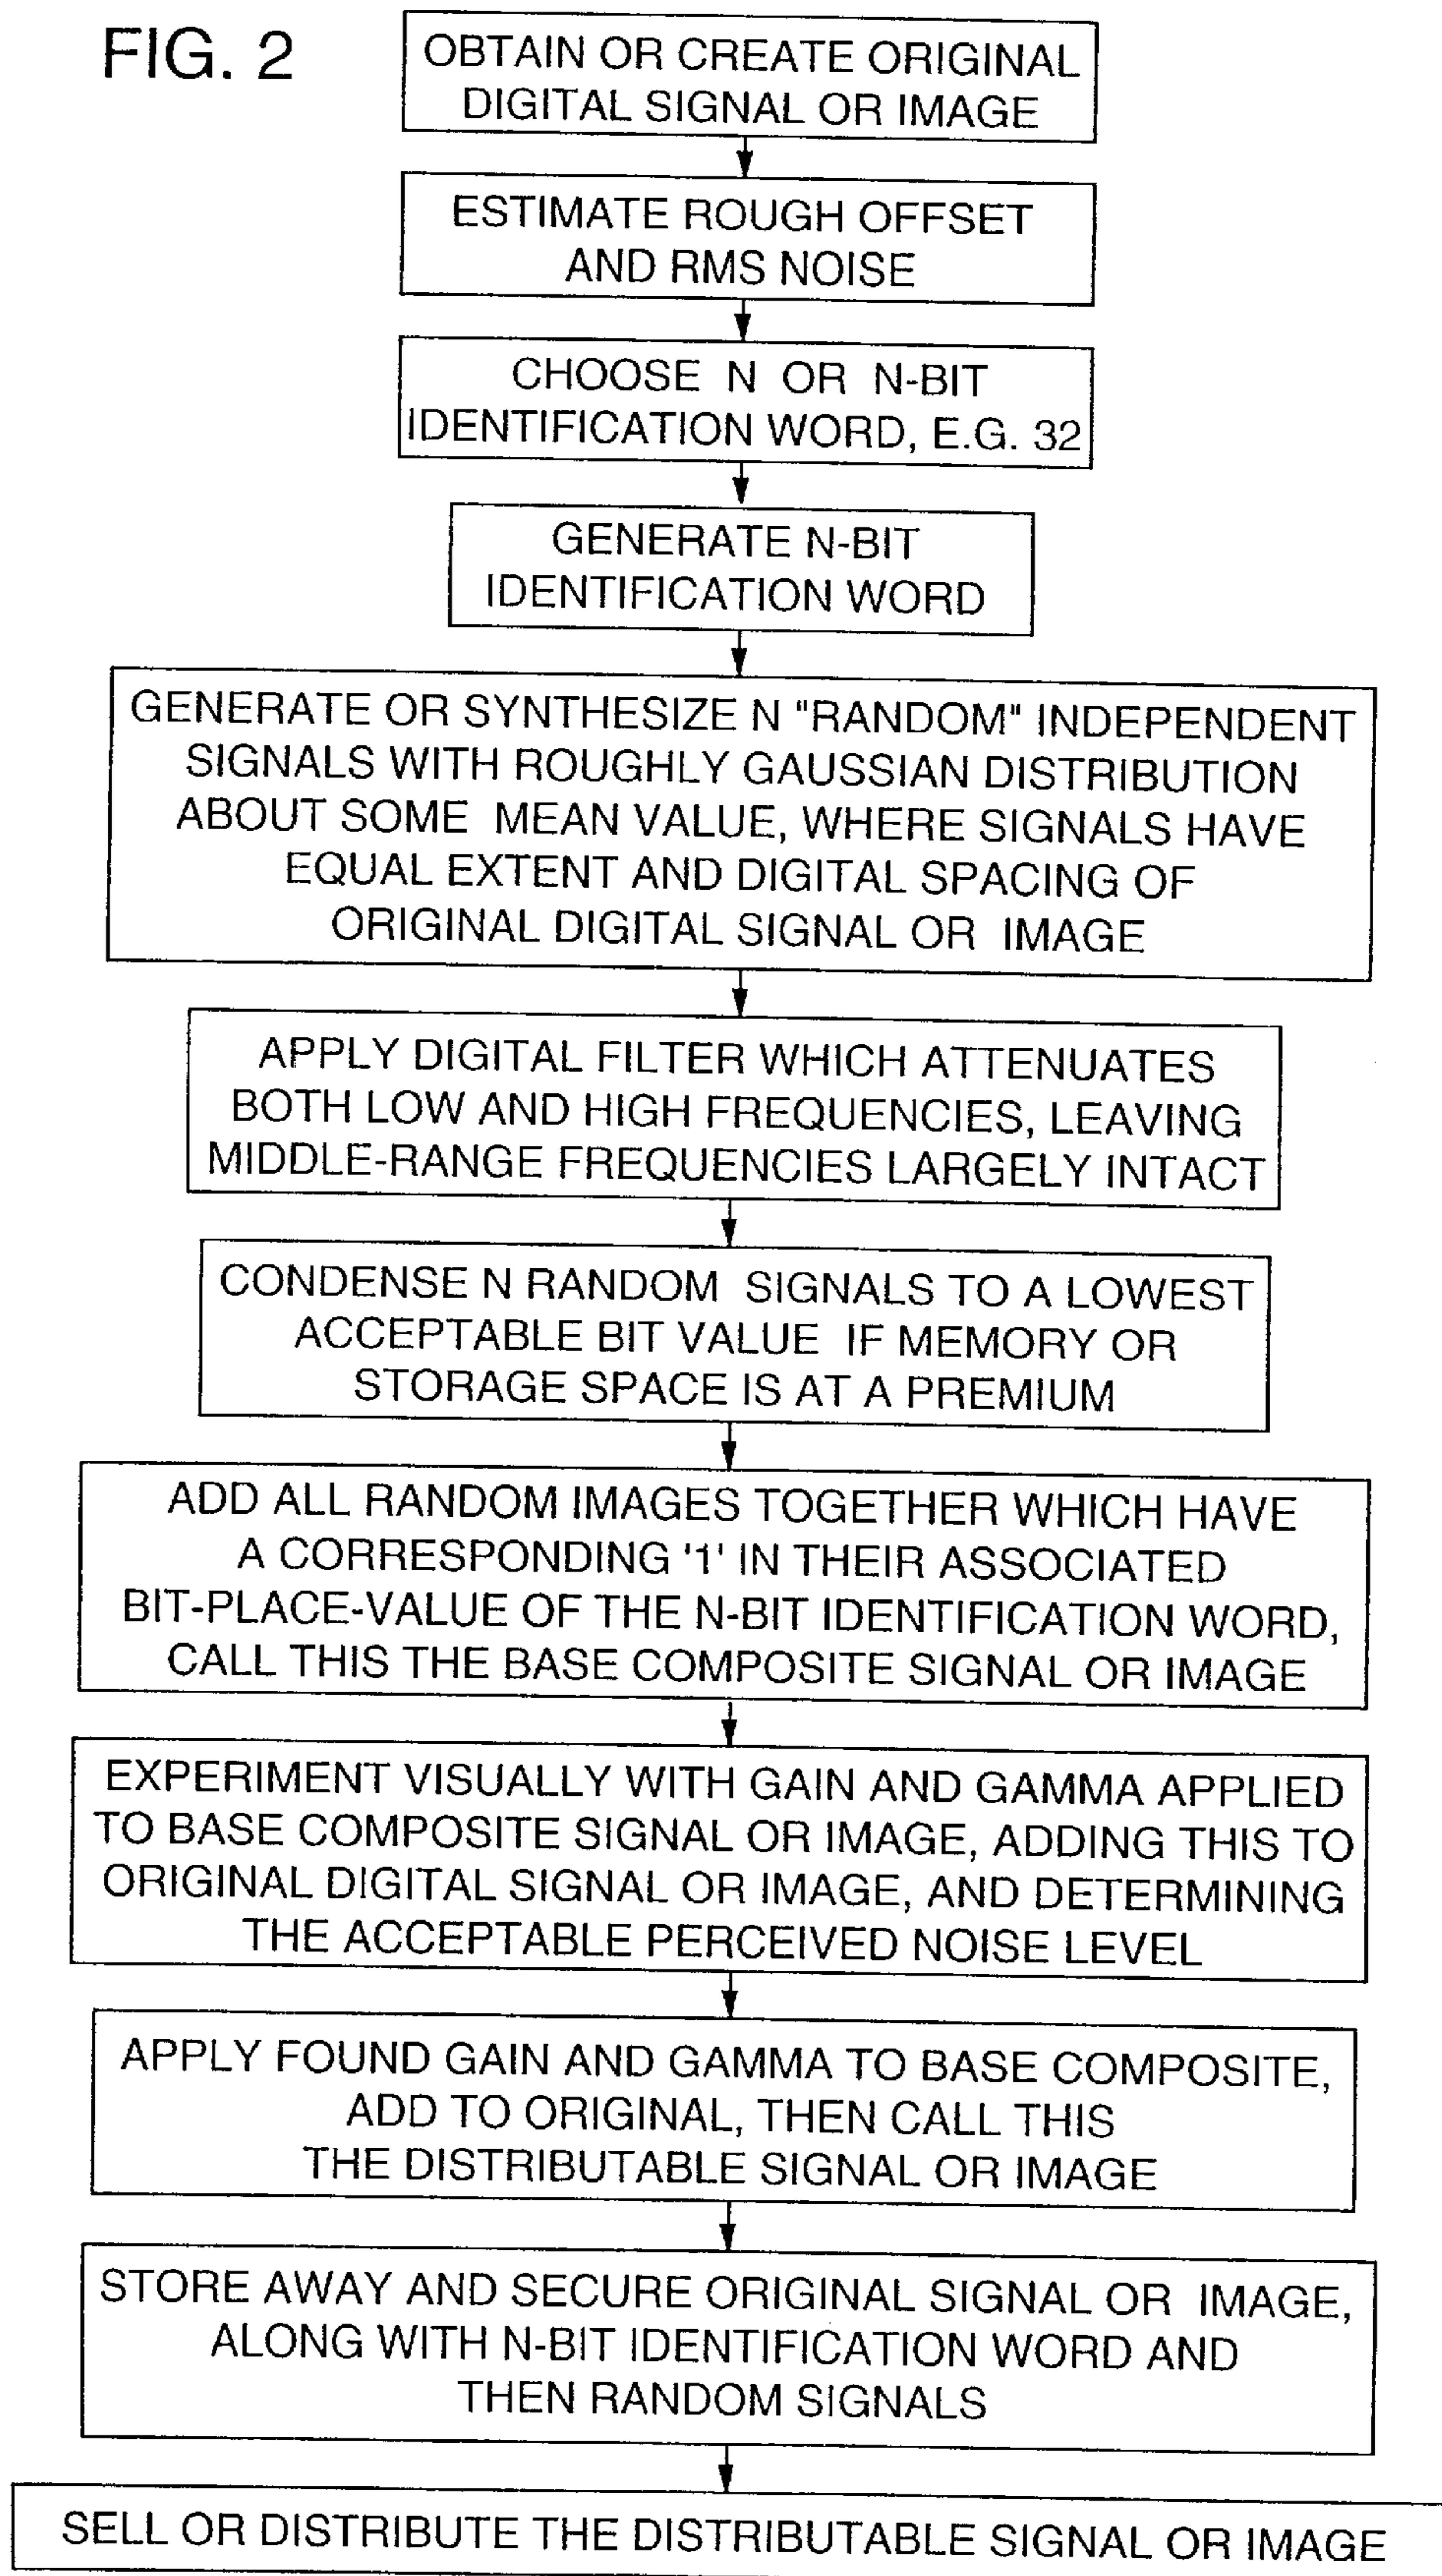 FIG. 2
OBTAIN OR CREATE ORIGINAL
DIGITAL SIGNAL OR IMAGE
ESTIMATE ROUGH OFFSET
AND RMS NOISE
CHOOSE N OR N-BIT
IDENTIFICATION WORD, E.G. 32
GENERATE N-BIT
IDENTIFICATION WORD
GENERATE OR SYNTHESIZE N "RANDOM" INDEPENDENT
SIGNALS WITH ROUGHLY GAUSSIAN DISTRIBUTION
ABOUT SOME MEAN VALUE, WHERE SIGNALS HAVE
EQUAL EXTENT AND DIGITAL SPACING OF
ORIGINAL DIGITAL SIGNAL OR IMAGE
APPLY DIGITAL FILTER WHICH ATTENUATES
BOTH LOW AND HIGH FREQUENCIES, LEAVING
MIDDLE-RANGE FREQUENCIES LARGELY INTACT
CONDENSE N RANDOM SIGNALS TO A LOWEST
ACCEPTABLE BIT VALUE IF MEMORY OR
STORAGE SPACE IS AT A PREMIUM
ADD ALL RANDOM IMAGES TOGETHER WHICH HAVE
A CORRESPONDING '1' IN THEIR ASSOCIATED
BIT-PLACE-VALUE OF THE N-BIT IDENTIFICATION WORD,
CALL THIS THE BASE COMPOSITE SIGNAL OR IMAGE
EXPERIMENT VISUALLY WITH GAIN AND GAMMA APPLIED
TO BASE COMPOSITE SIGNAL OR IMAGE, ADDING THIS TO
ORIGINAL DIGITAL SIGNAL OR IMAGE, AND DETERMINING
THE ACCEPTABLE PERCEIVED NOISE LEVEL
APPLY FOUND GAIN AND GAMMA TO BASE COMPOSITE,
ADD TO ORIGINAL, THEN CALL THIS
THE DISTRIBUTABLE SIGNAL OR IMAGE
STORE AWAY AND SECURE ORIGINAL SIGNAL OR IMAGE,
ALONG WITH N-BIT IDENTIFICATION WORD AND
THEN RANDOM SIGNALS
SELL OR DISTRIBUTE THE DISTRIBUTABLE SIGNAL OR IMAGE